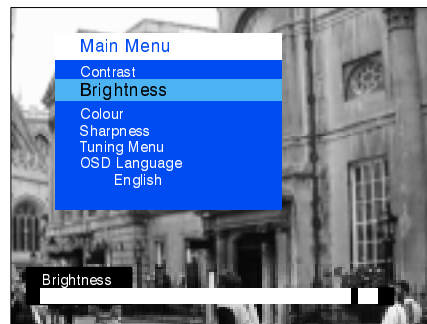 Main Menu
Contrast
Brightness
Colour
Sharpness
Tuning Menu
OSD Language
English
Brightness